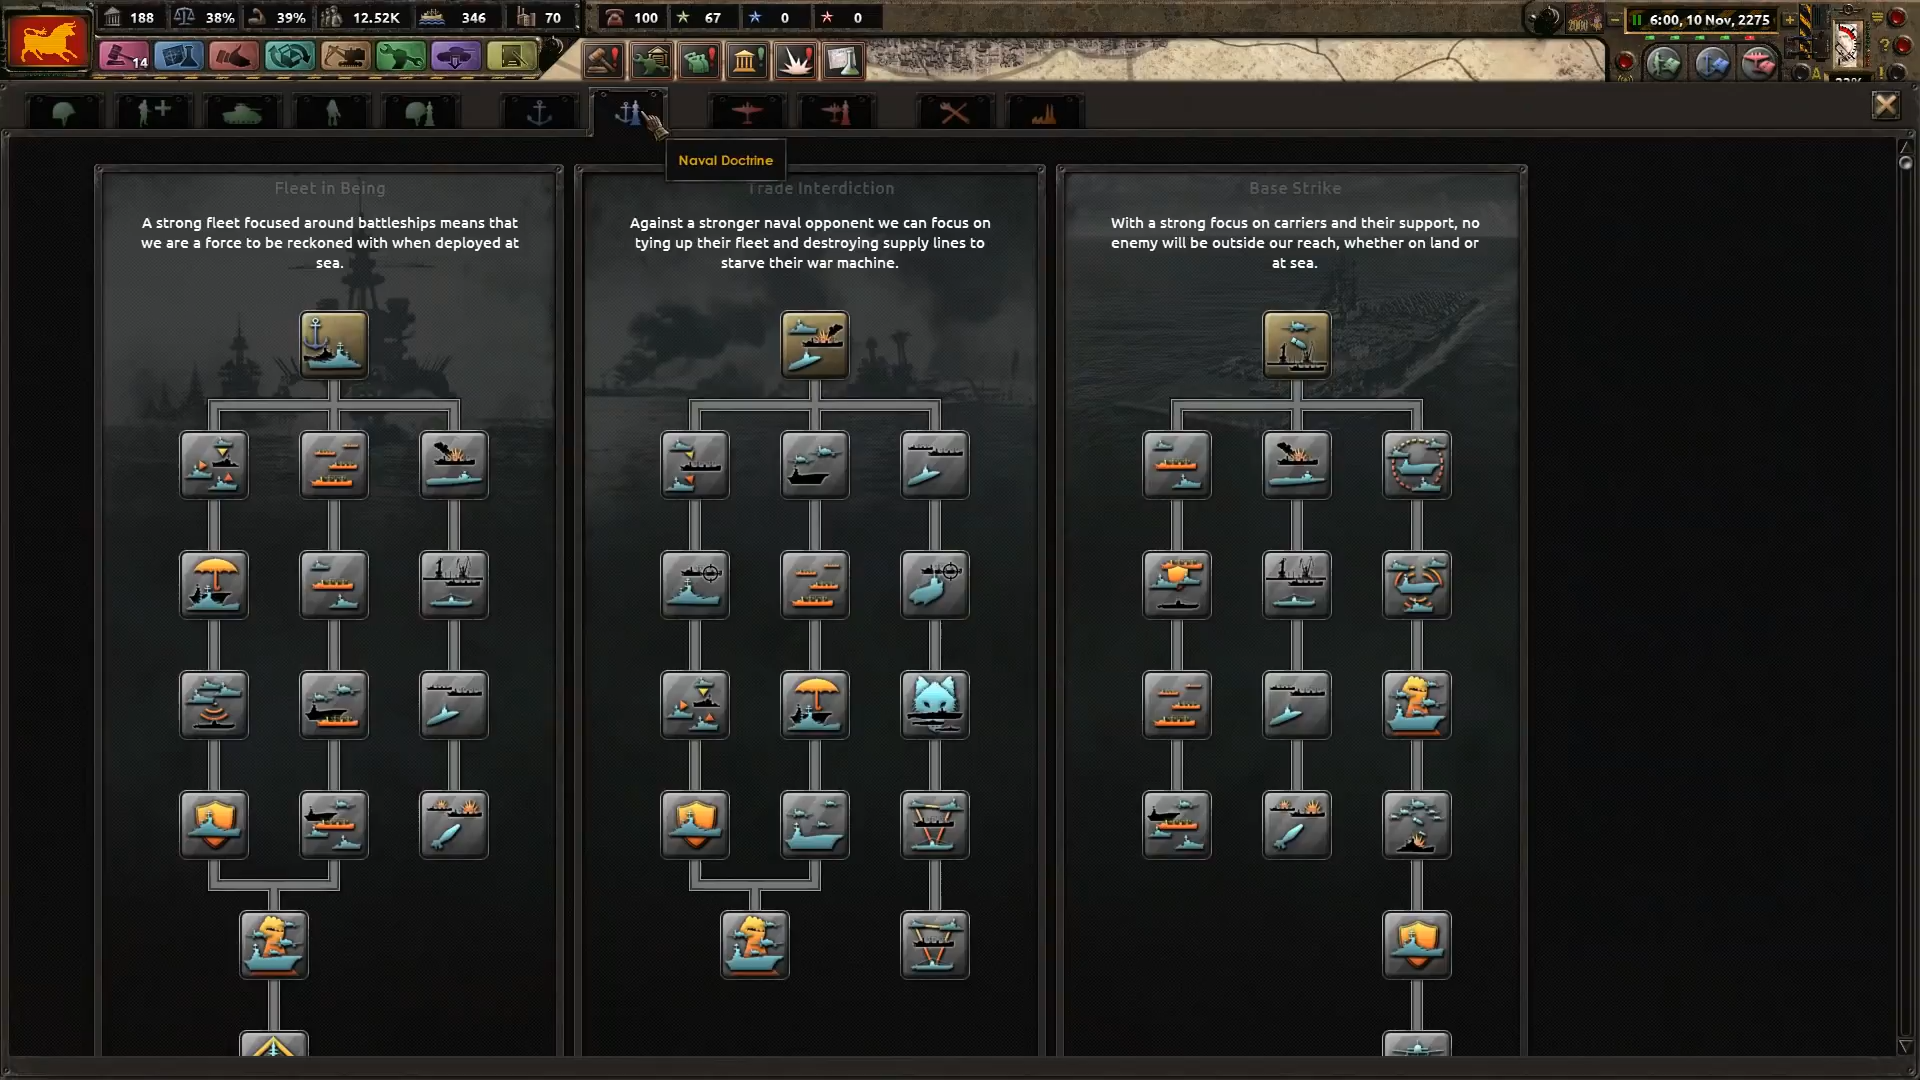 188
38%
39%
12.52K
346
70
100
67
0
0
6:00, 10 Nov, 2275
14
Naval Doctrine
Fleet in Being
A strong fleet focused around battleships means that
we are a force to be reckoned with when deployed at
sea.
Trade Interdiction
Against a stronger naval opponent we can focus on
tying up their fleet and destroying supply lines to
starve their war machine.
Base Strike
With a strong focus on carriers and their support, no
enemy will be outside our reach, whether on land or
at sea.